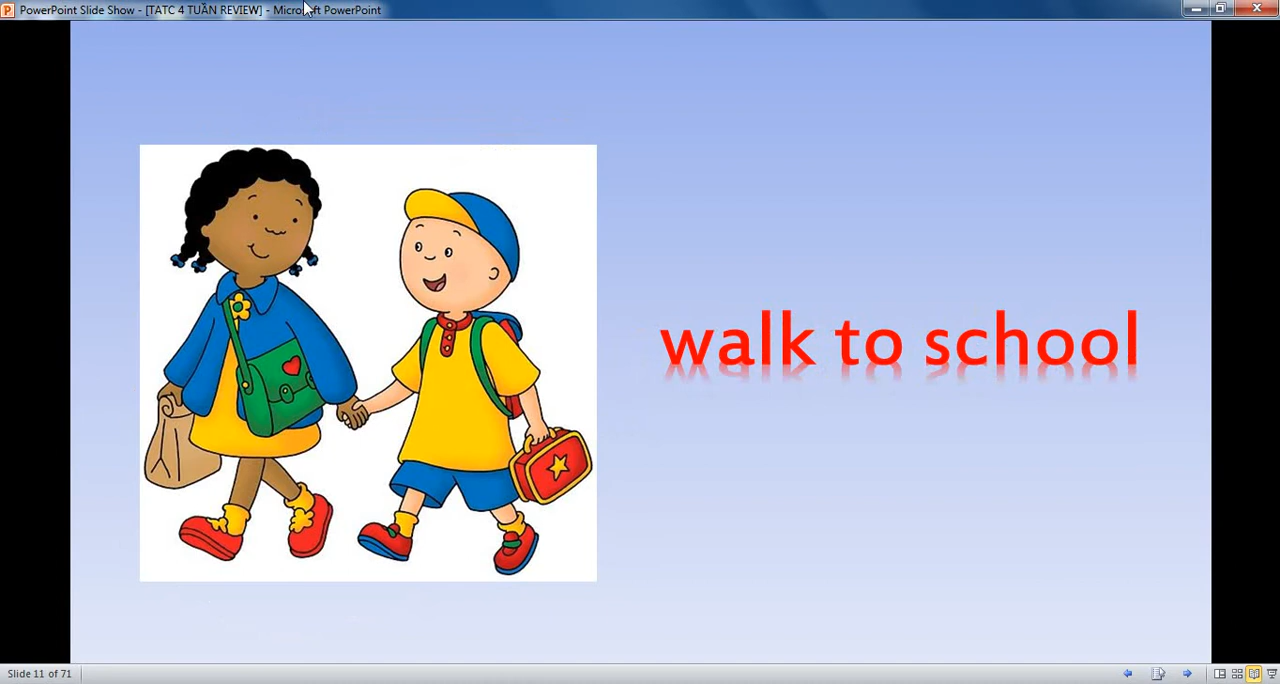 PowerPoint Slide Show - [TATC 4 TUẦN REVIEW] - Microsoft PowerPoint
walk to school
Slide 11 of 71